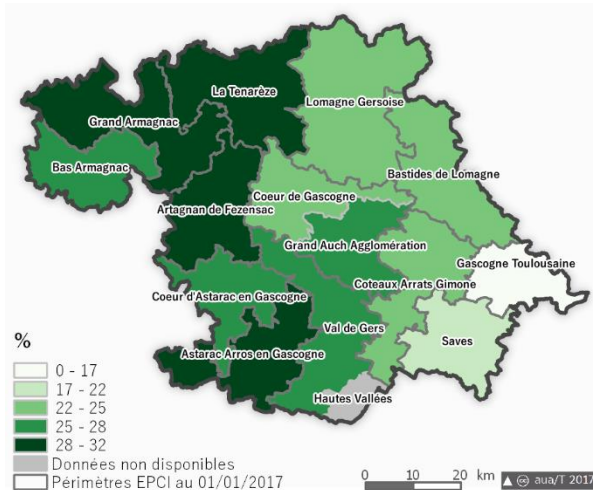 La Tenarèze
Lomagne Gersoise
Grand Armagnac
Bas Armagnac
Bastides de Lomagne
Coeur de Gascogne
Artagnan de Fezensac
Grand Auch Agglomération
Gascogne Toulousaine
Coteaux Arrats Gimone
Coeur d'Astarac en Gascogne
Val de Gers
Saves
Astarac Arros en Gascogne
Hautes Vallées
%
0 - 17
17 - 22
22 - 25
25 - 28
28 - 32
Données non disponibles
Périmètres EPCI au 01/01/2017
0 10 20 km
▲ cc aua/T 2017